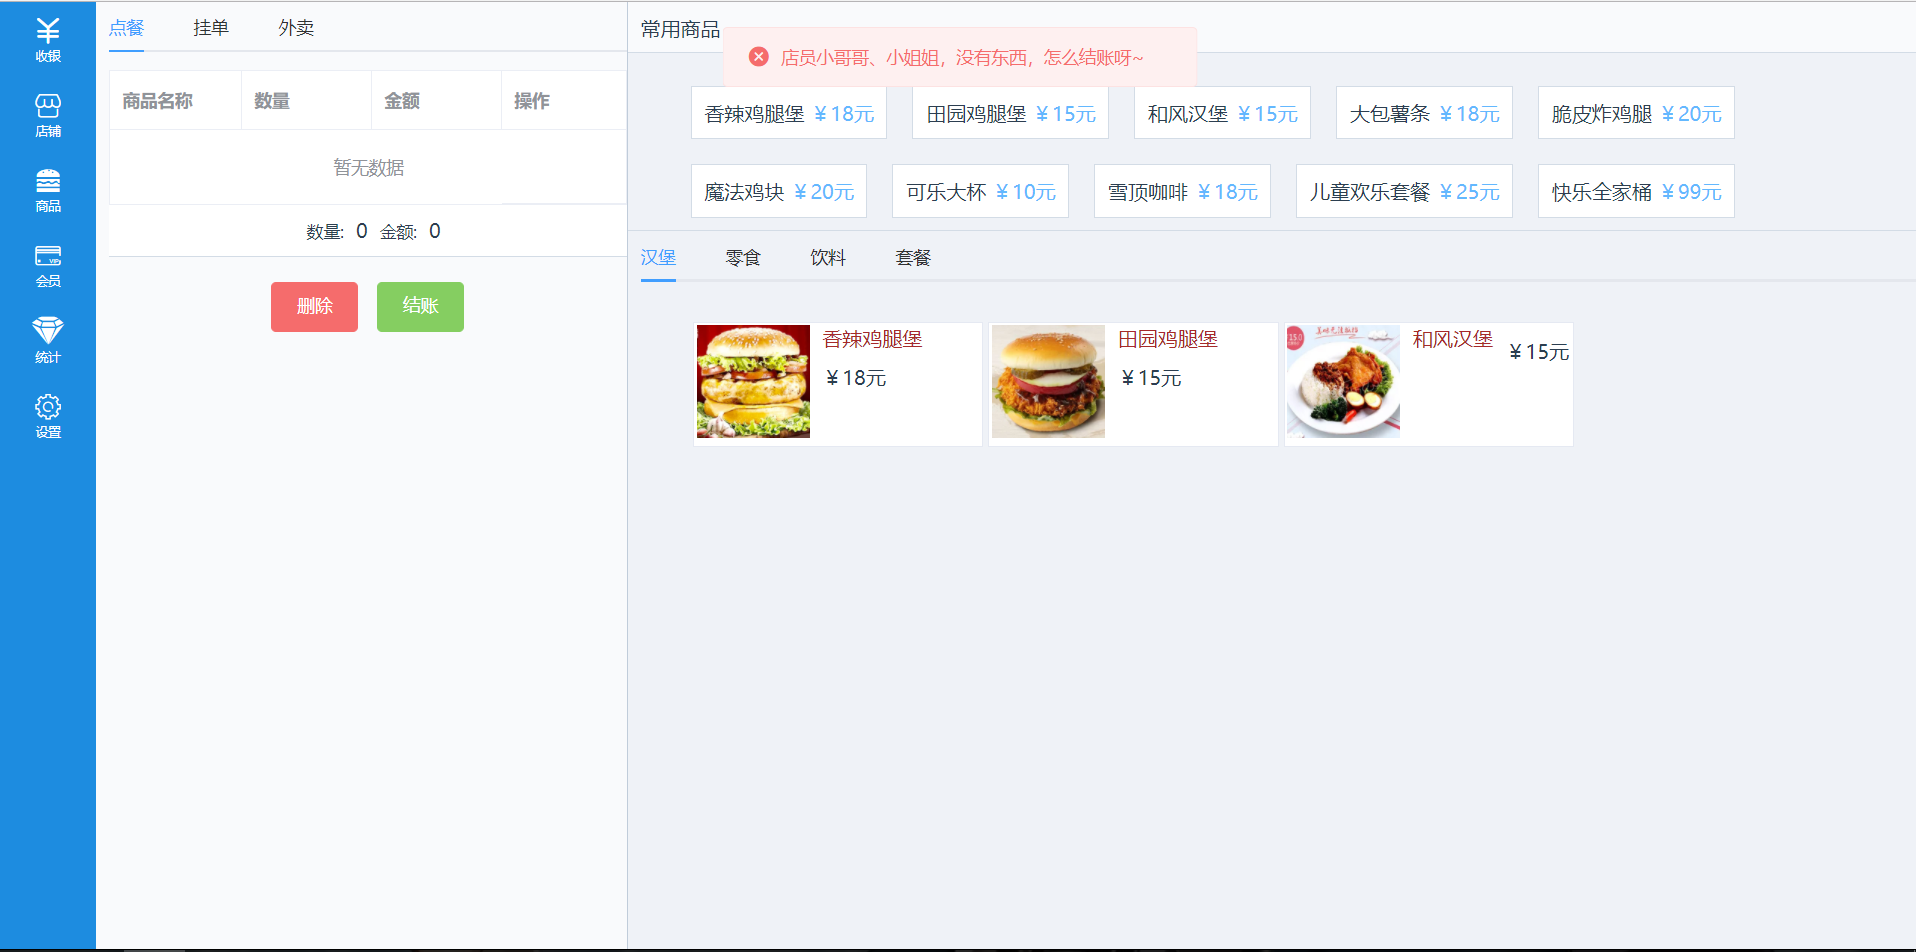 收银
店铺
商品
会员
统计
设置
点餐 挂单 外卖
商品名称 数量 金额 操作
暂无数据
数量: 0 金额: 0
删除 结账
常用商品
店员小哥哥、小姐姐，没有东西，怎么结账呀~
香辣鸡腿堡 ￥18元 田园鸡腿堡 ￥15元 和风汉堡 ￥15元 大包薯条 ￥18元 脆皮炸鸡腿 ￥20元
魔法鸡块 ￥20元 可乐大杯 ￥10元 雪顶咖啡 ￥18元 儿童欢乐套餐 ￥25元 快乐全家桶 ￥99元
汉堡 零食 饮料 套餐
香辣鸡腿堡
￥18元
田园鸡腿堡
￥15元
和风汉堡
￥15元